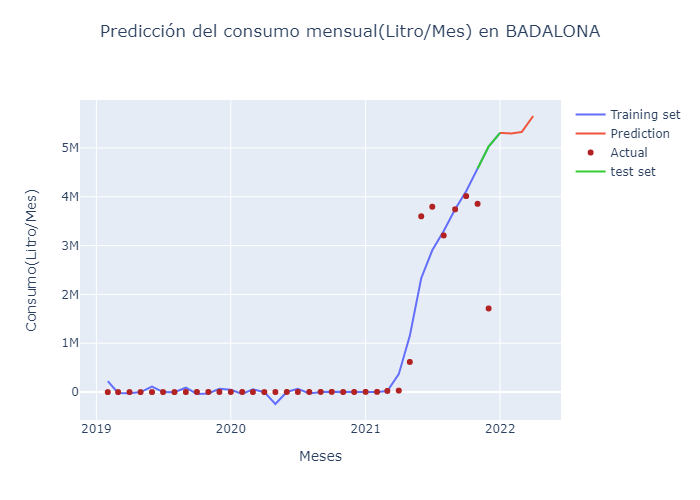 Predicción del consumo mensual(Litro/Mes) en BADALONA
Training set
Prediction
Actual
test set
Consumo(Litro/Mes)
5M
4M
3M
2M
1M
0
2019
2020
2021
2022
Meses